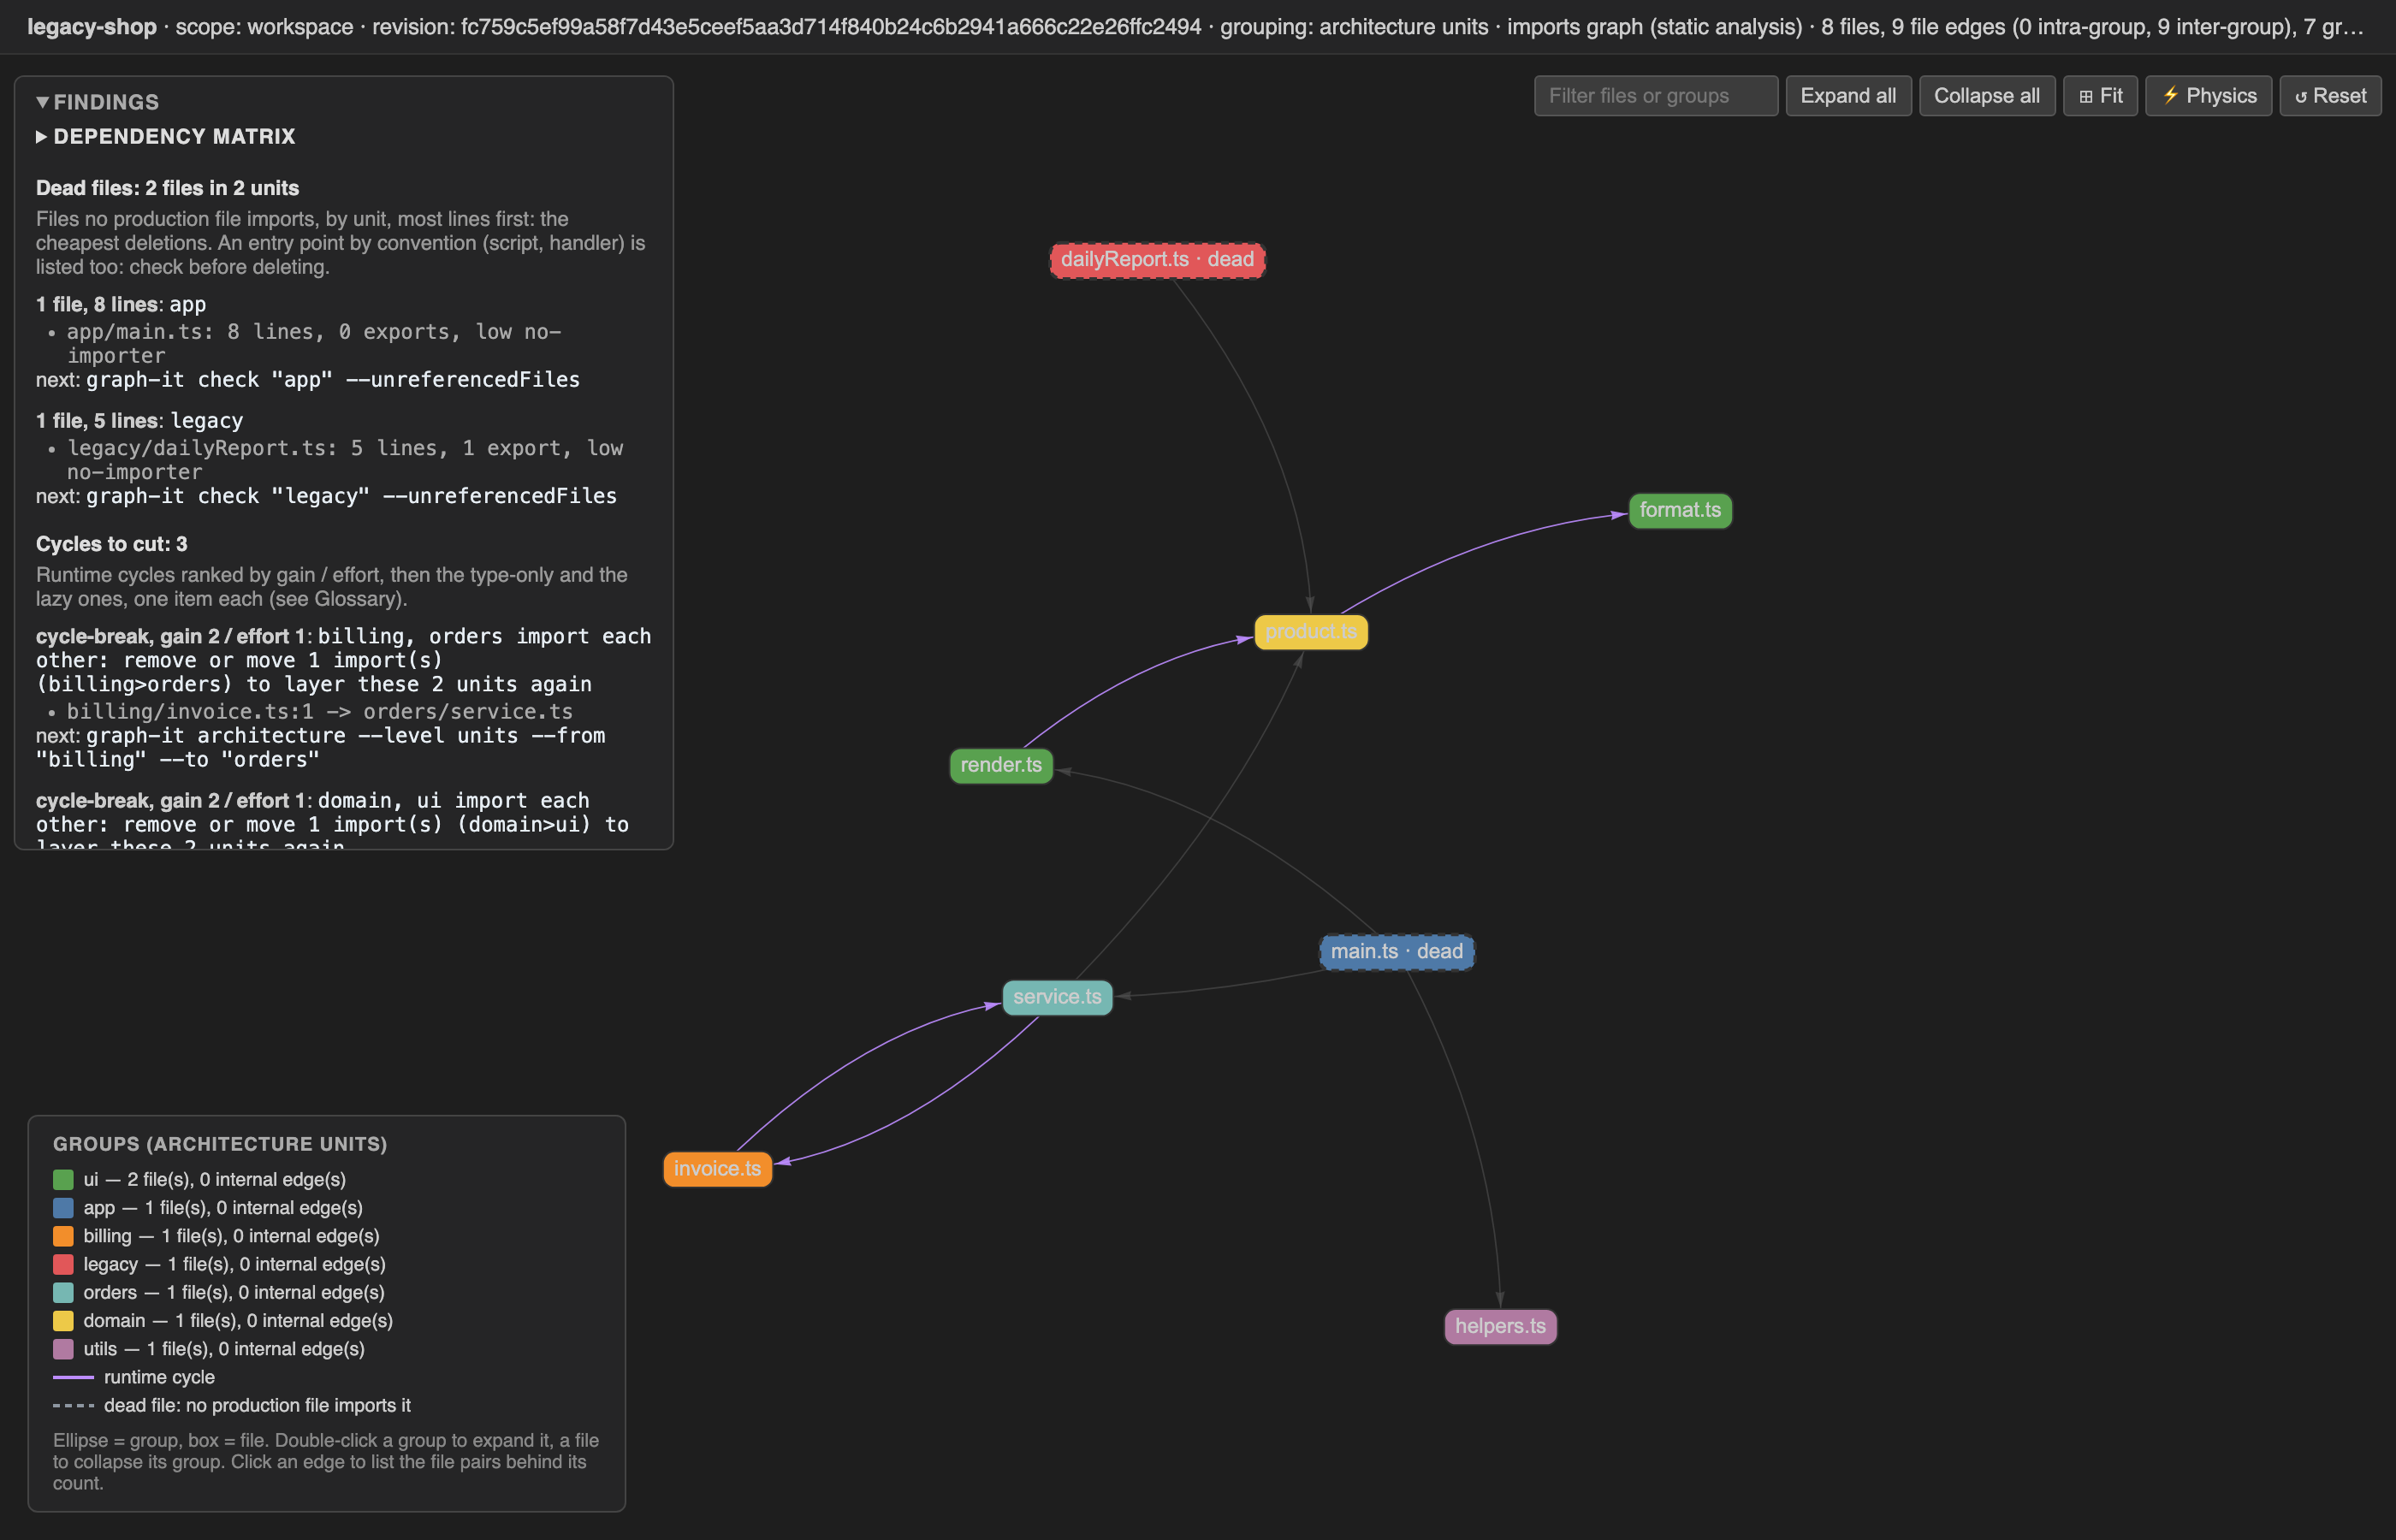 legacy-shop · scope: workspace · revision: fc759c5ef99a58f7d43e5ceef5aa3d714f840b24c6b2941a666c22e26ffc2494 · grouping: architecture units · imports graph (static analysis) · 8 files, 9 file edges (0 intra-group, 9 inter-group), 7 gr…
▼FINDINGS
▶ DEPENDENCY MATRIX
Dead files: 2 files in 2 units
Files no production file imports, by unit, most lines first: the
cheapest deletions. An entry point by convention (script, handler) is
listed too: check before deleting.
1 file, 8 lines: app
• app/main.ts: 8 lines, 0 exports, low no-
importer
next: graph-it check "app" --unreferencedFiles
1 file, 5 lines: legacy
• legacy/dailyReport.ts: 5 lines, 1 export, low
no-importer
next: graph-it check "legacy" --unreferencedFiles
Cycles to cut: 3
Runtime cycles ranked by gain / effort, then the type-only and the
lazy ones, one item each (see Glossary).
cycle-break, gain 2 / effort 1: billing, orders import each
other: remove or move 1 import(s)
(billing>orders) to layer these 2 units again
• billing/invoice.ts:1 -> orders/service.ts
next: graph-it architecture --level units --from
"billing" --to "orders"
cycle-break, gain 2 / effort 1: domain, ui import each
other: remove or move 1 import(s) (domain>ui) to
layer these 2 units again
Filter files or groups
Expand all
Collapse all
⊞ Fit
⚡ Physics
↺ Reset
dailyReport.ts · dead
format.ts
product.ts
render.ts
main.ts · dead
service.ts
invoice.ts
helpers.ts
GROUPS (ARCHITECTURE UNITS)
ui — 2 file(s), 0 internal edge(s)
app — 1 file(s), 0 internal edge(s)
billing — 1 file(s), 0 internal edge(s)
legacy — 1 file(s), 0 internal edge(s)
orders — 1 file(s), 0 internal edge(s)
domain — 1 file(s), 0 internal edge(s)
utils — 1 file(s), 0 internal edge(s)
runtime cycle
dead file: no production file imports it
Ellipse = group, box = file. Double-click a group to expand it, a file
to collapse its group. Click an edge to list the file pairs behind its
count.